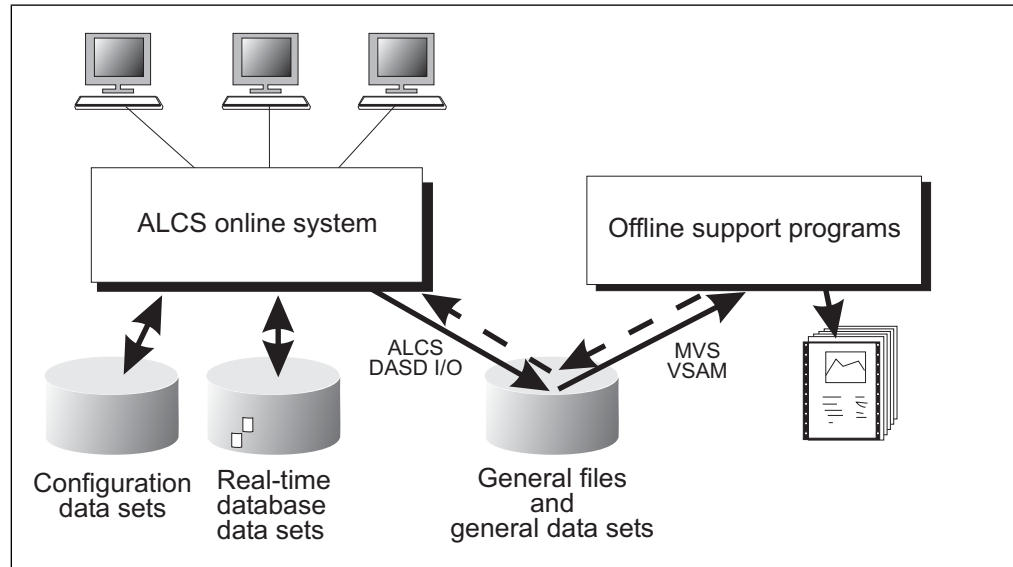 ALCS online system
Offline support programs
ALCS
DASD I/O
MVS
VSAM
Configuration
data sets
Real-time
database
data sets
General files
and
general data sets